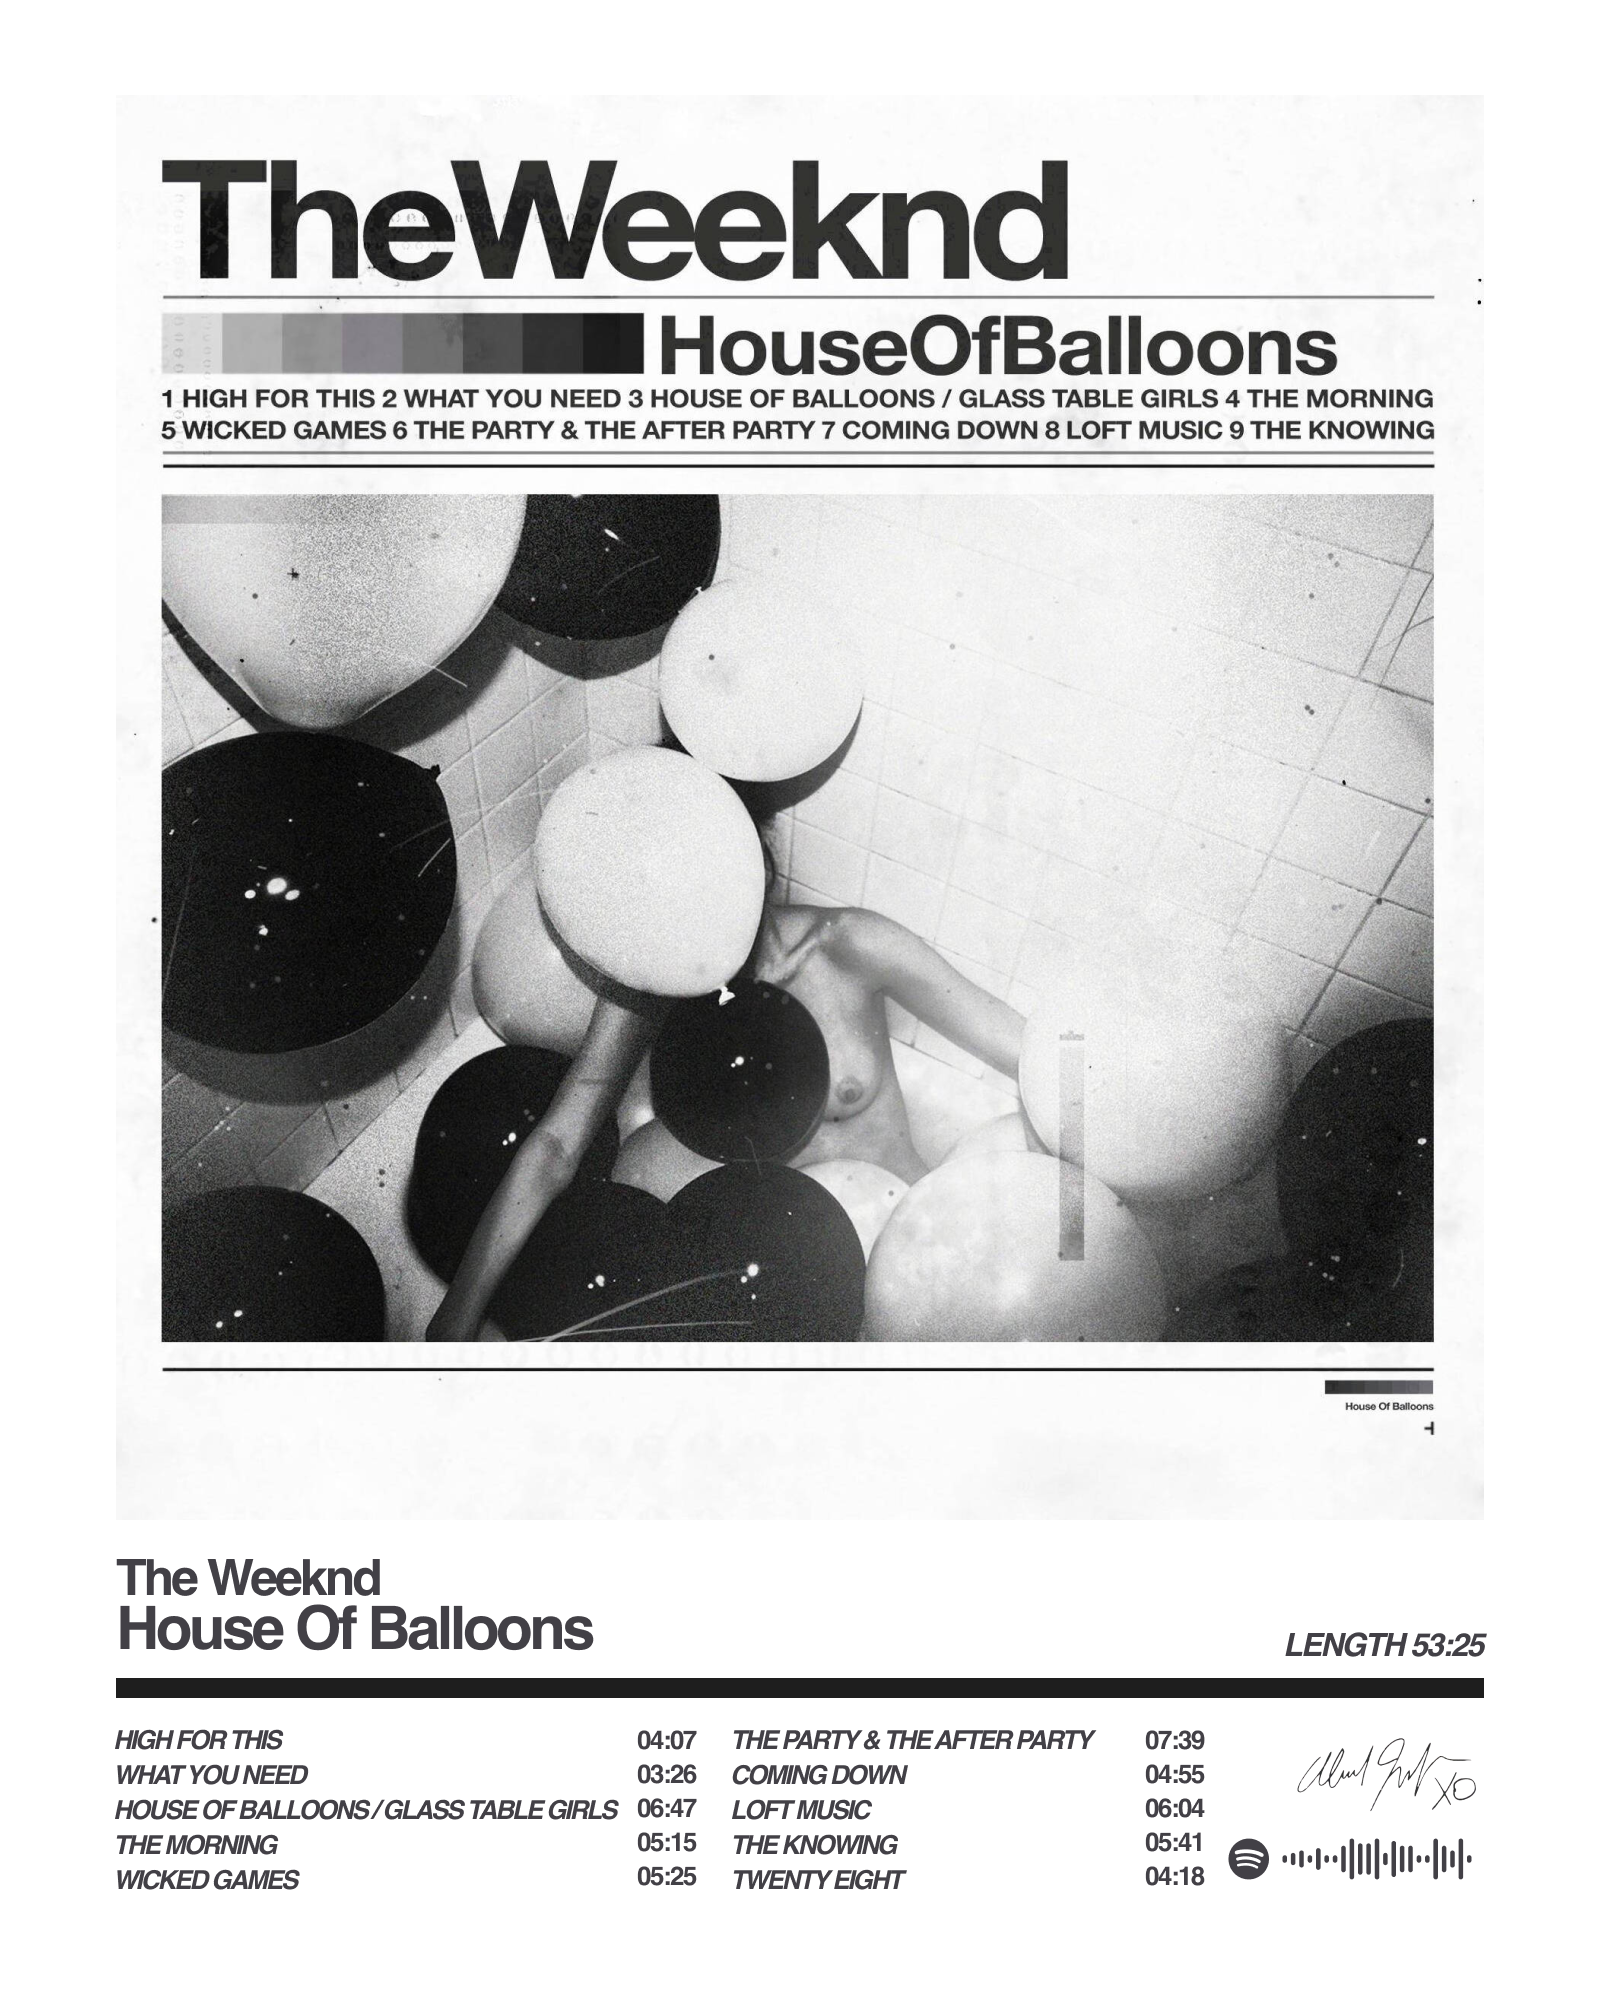 TheWeeknd
HouseOfBalloons
1 HIGH FOR THIS 2 WHAT YOU NEED 3 HOUSE OF BALLOONS / GLASS TABLE GIRLS 4 THE MORNING
5 WICKED GAMES 6 THE PARTY & THE AFTER PARTY 7 COMING DOWN 8 LOFT MUSIC 9 THE KNOWING
House Of Balloons
The Weeknd
House Of Balloons
LENGTH 53:25
HIGH FOR THIS 04:07
WHAT YOU NEED 03:26
HOUSE OF BALLOONS / GLASS TABLE GIRLS 06:47
THE MORNING 05:15
WICKED GAMES 05:25
THE PARTY & THE AFTER PARTY 07:39
COMING DOWN 04:55
LOFT MUSIC 06:04
THE KNOWING 05:41
TWENTY EIGHT 04:18
XO